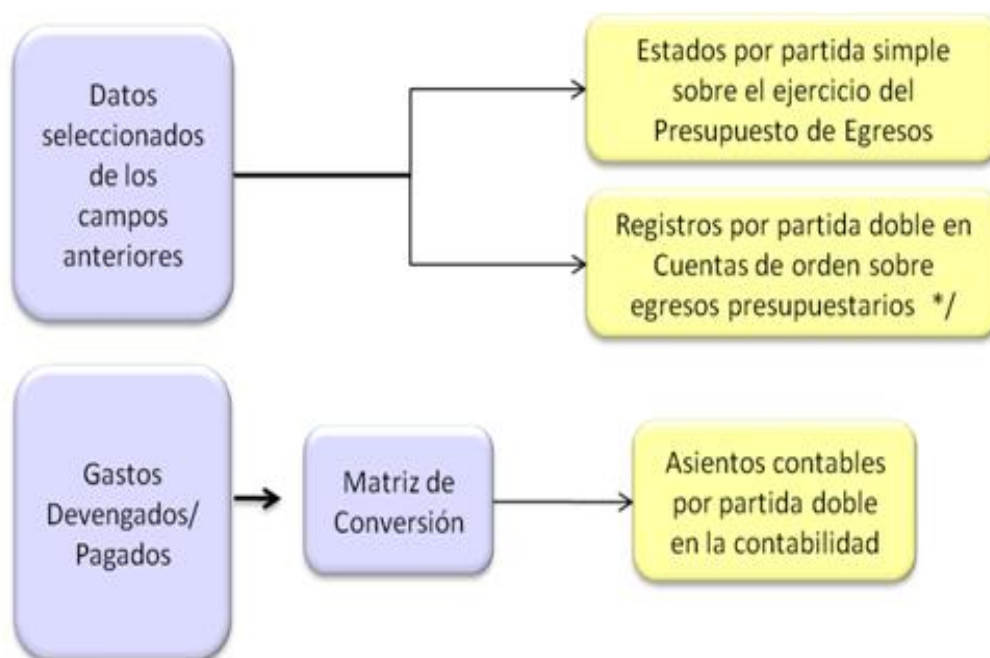 Datos
seleccionados
de los
campos
anteriores
Estados por partida simple
sobre el ejercicio del
Presupuesto de Egresos
Registros por partida doble en
Cuentas de orden sobre
egresos presupuestarios */
Gastos
Devengados/
Pagados
Matriz de
Conversión
Asientos contables
por partida doble
en la contabilidad